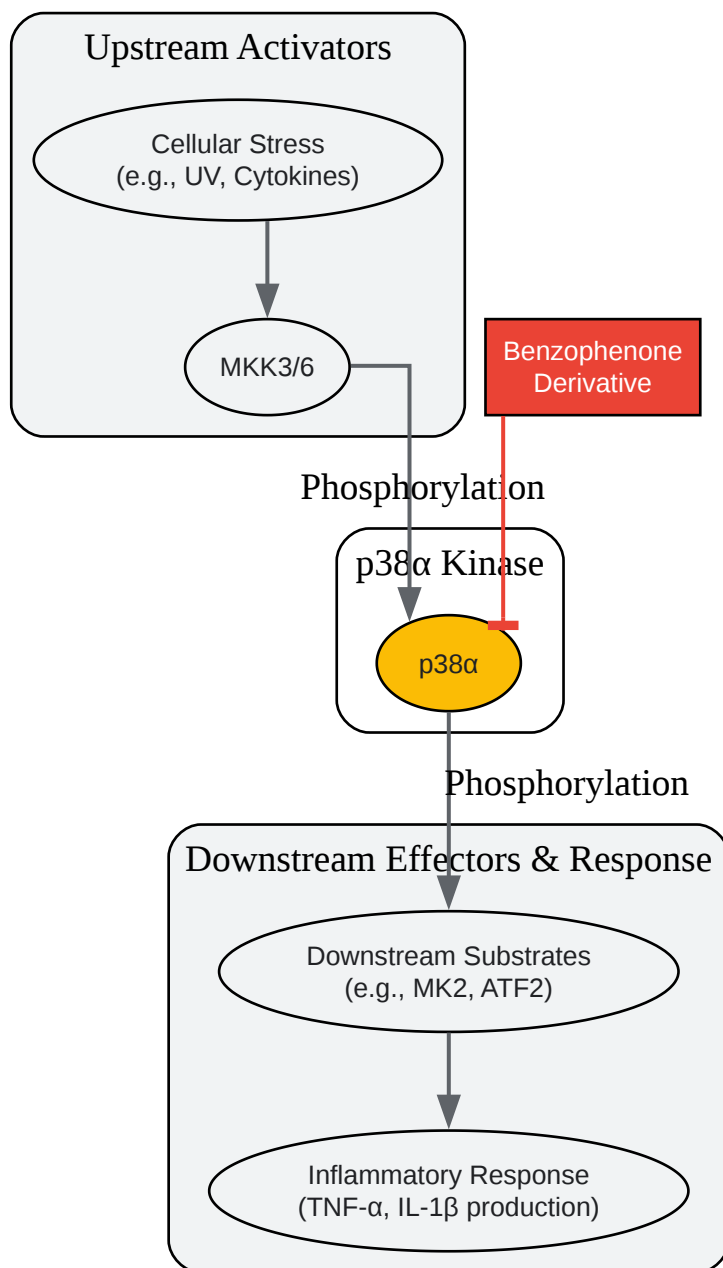 Upstream Activators
Cellular Stress
(e.g., UV, Cytokines)
MKK3/6
Benzophenone
Derivative
Phosphorylation
p38α Kinase
p38α
Phosphorylation
Downstream Effectors & Response
Downstream Substrates
(e.g., MK2, ATF2)
Inflammatory Response
(TNF-α, IL-1β production)